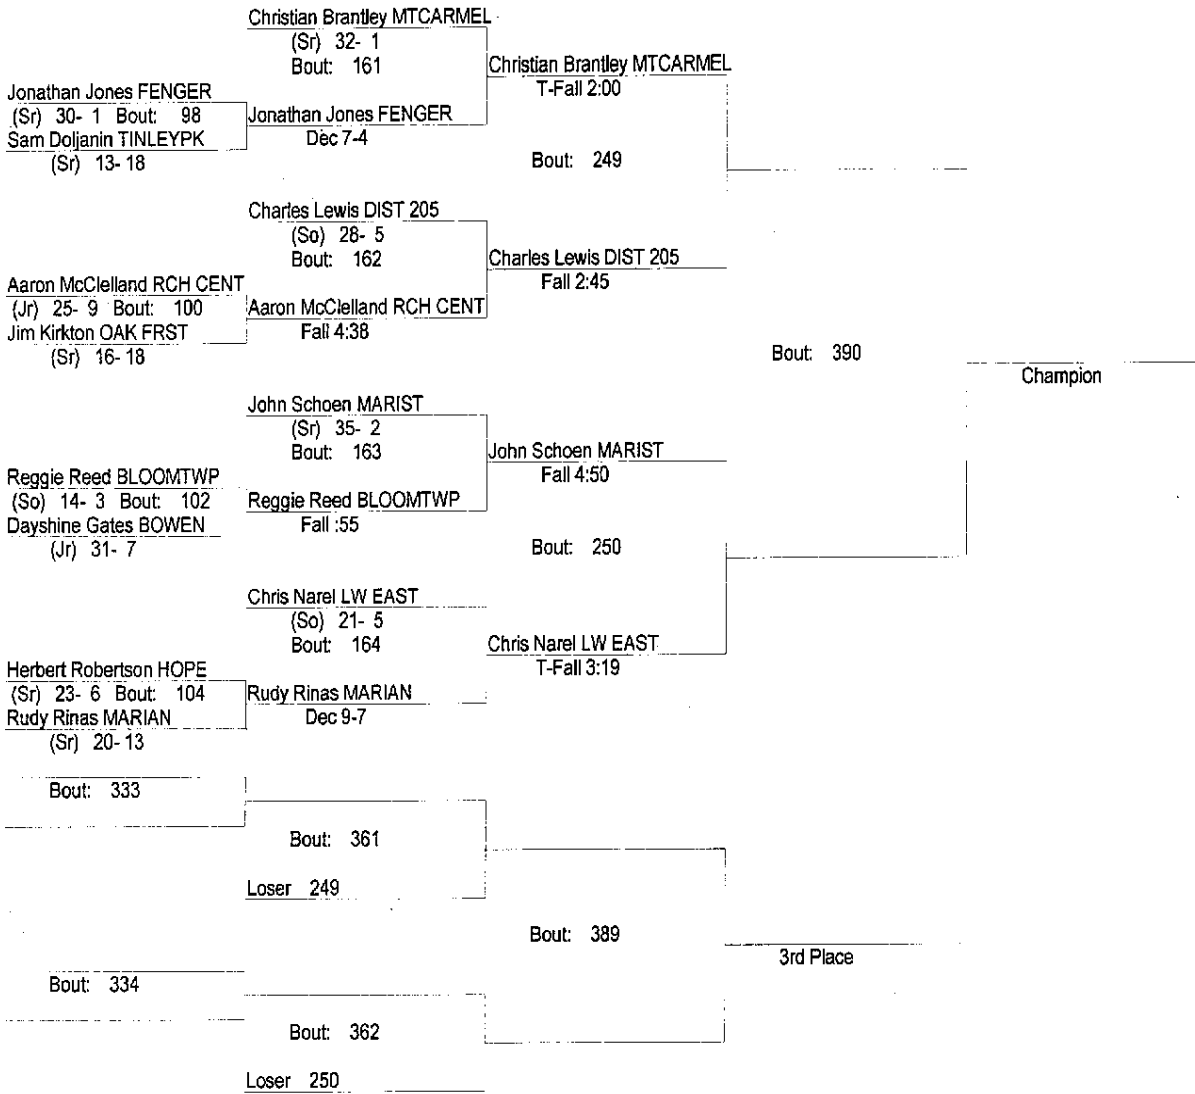 Christian Brantley MTCARMEL
(Sr) 32- 1
Bout: 161
Christian Brantley MTCARMEL
T-Fall 2:00
Jonathan Jones FENGER
(Sr) 30- 1 Bout: 98
Jonathan Jones FENGER
Dec 7-4
Sam Doljanin TINLEYPK
(Sr) 13- 18
Bout: 249
Charles Lewis DIST 205
(So) 28- 5
Bout: 162
Charles Lewis DIST 205
Fall 2:45
Aaron McClelland RCH CENT
(Jr) 25- 9 Bout: 100
Aaron McClelland RCH CENT
Fall 4:38
Jim Kirkton OAK FRST
(Sr) 16- 18
Bout: 390
Champion
John Schoen MARIST
(Sr) 35- 2
Bout: 163
John Schoen MARIST
Fall 4:50
Reggie Reed BLOOMTWP
(So) 14- 3 Bout: 102
Reggie Reed BLOOMTWP
Fall :55
Dayshine Gates BOWEN
(Jr) 31- 7
Bout: 250
Chris Narel LW EAST
(So) 21- 5
Bout: 164
Chris Narel LW EAST
T-Fall 3:19
Herbert Robertson HOPE
(Sr) 23- 6 Bout: 104
Rudy Rinas MARIAN
Dec 9-7
Rudy Rinas MARIAN
(Sr) 20- 13
Bout: 333
Bout: 361
Loser 249
Bout: 389
3rd Place
Bout: 334
Bout: 362
Loser 250